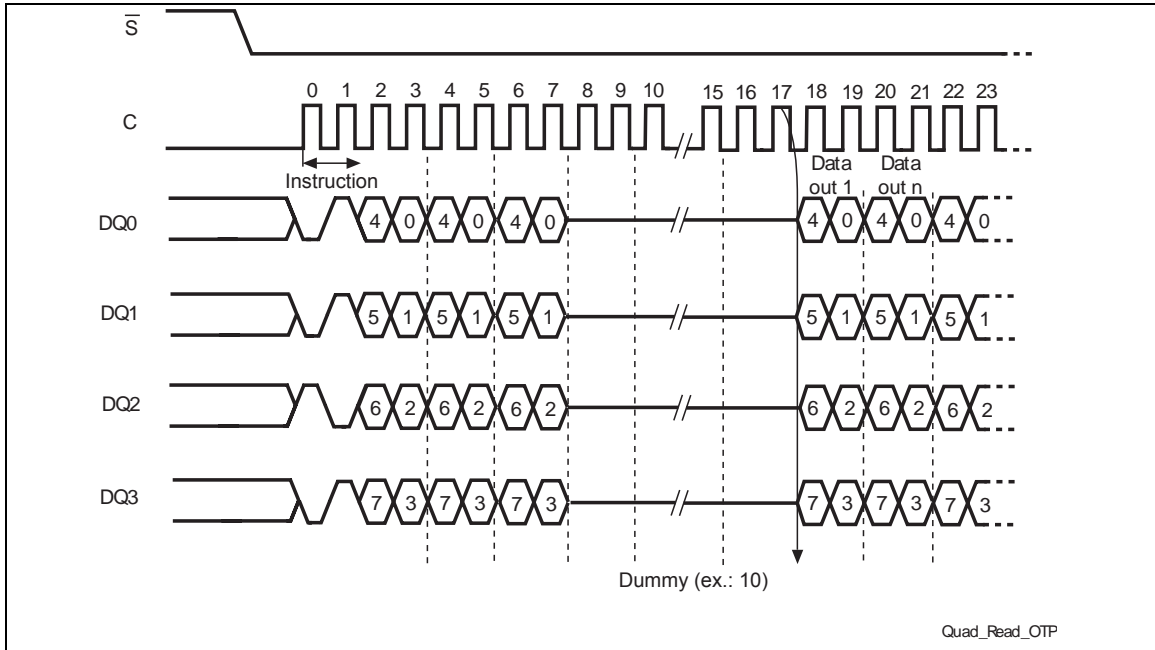 S
0 1 2 3 4 5 6 7 8 9 10 15 16 17 18 19 20 21 22 23
C
Instruction
Data out 1
Data out n
DQ0
4 0 4 0 4 0 4 0 4 0 4 0
DQ1
5 1 5 1 5 1 5 1 5 1 5 1
DQ2
6 2 6 2 6 2 6 2 6 2 6 2
DQ3
7 3 7 3 7 3 7 3 7 3 7 3
Dummy (ex.: 10)
Quad_Read_OTP